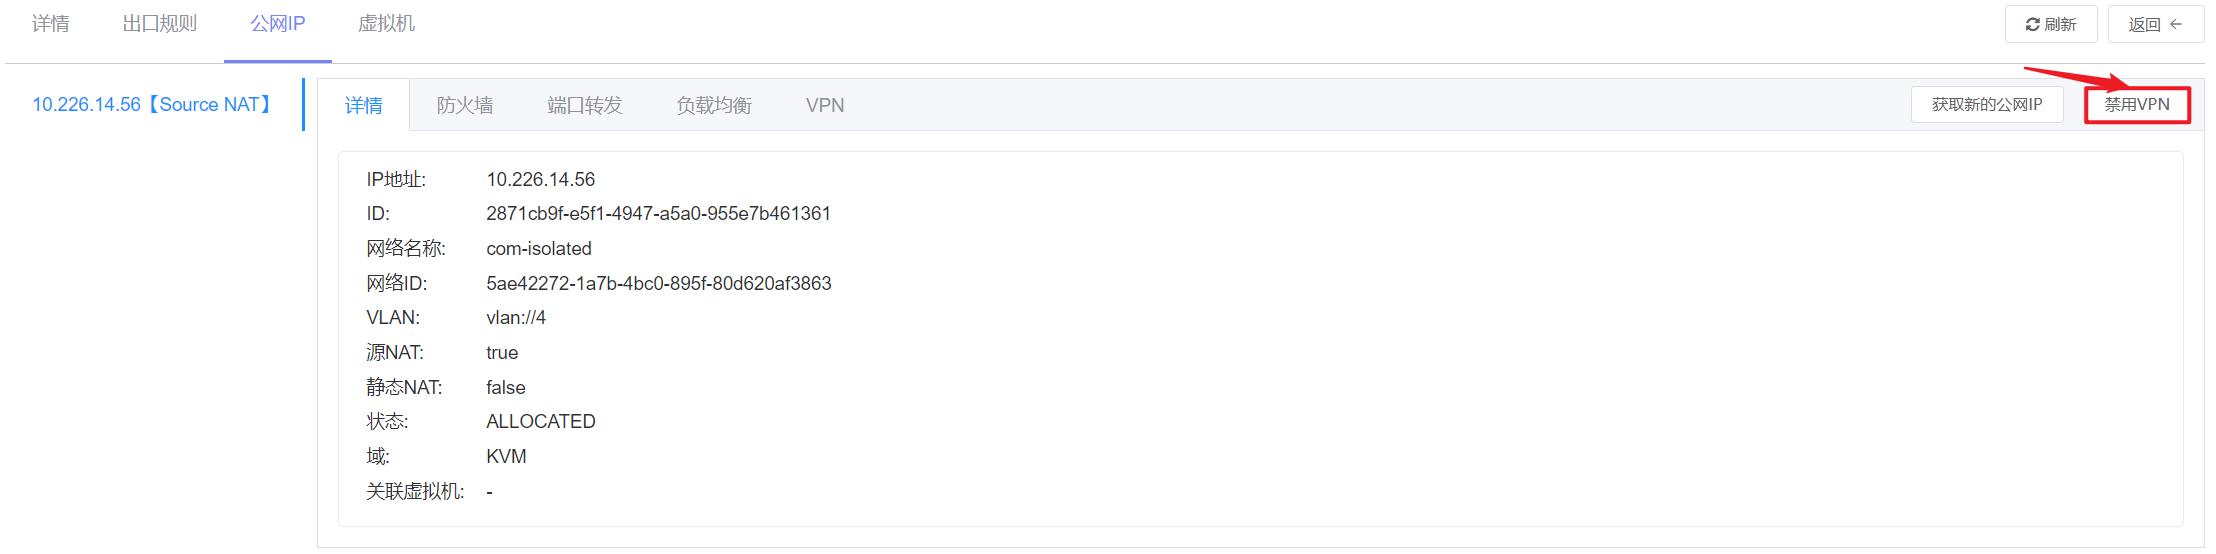 详情 出口规则 公网IP 虚拟机 刷新 返回 ←
10.226.14.56【Source NAT】
详情 防火墙 端口转发 负载均衡 VPN 获取新的公网IP 禁用VPN
IP地址: 10.226.14.56
ID: 2871cb9f-e5f1-4947-a5a0-955e7b461361
网络名称: com-isolated
网络ID: 5ae42272-1a7b-4bc0-895f-80d620af3863
VLAN: vlan://4
源NAT: true
静态NAT: false
状态: ALLOCATED
域: KVM
关联虚拟机: -